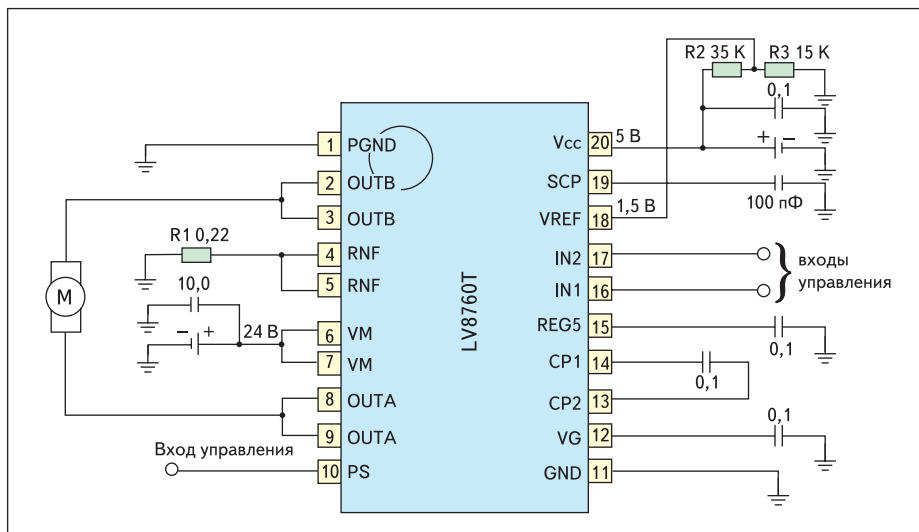 R2 35 K
R3 15 K
0,1
1 PGND
Vcc 20 5 В
+ −
2 OUTB
SCP 19
100 пФ
3 OUTB
VREF 18 1,5 В
R1 0,22
4 RNF
IN2 17
входы
управления
5 RNF
IN1 16
10,0
M
LV8760T
− +
24 В
6 VM
REG5 15
0,1
7 VM
CP1 14
0,1
8 OUTA
CP2 13
9 OUTA
VG 12
0,1
Вход управления
10 PS
GND 11